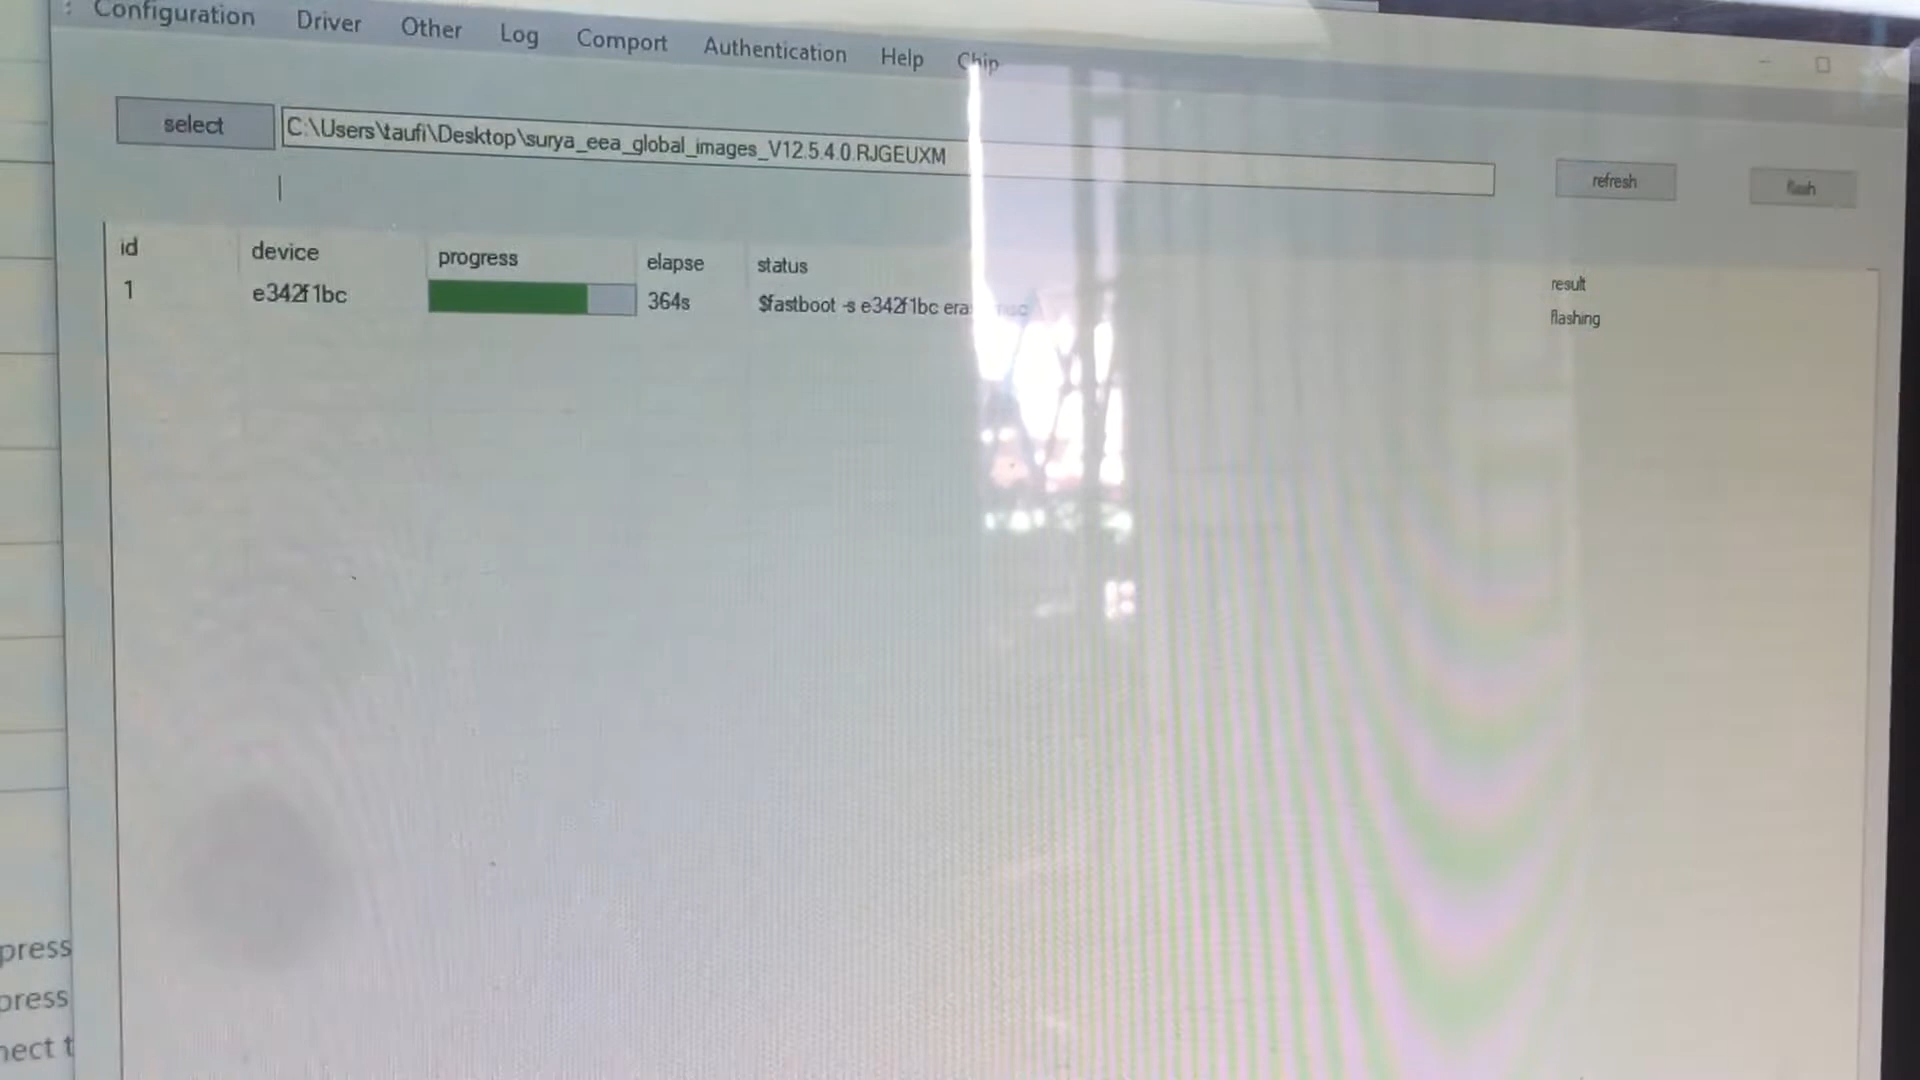 Configuration Driver Other Log Comport Authentication Help Chip
select C:\Users\taufi\Desktop\surya_eea_global_images_V12.5.4.0.RJGEUXM refresh flash
id device progress elapse status result
1 e342f1bc 364s $fastboot -s e342f1bc era flashing
press
press
nect t